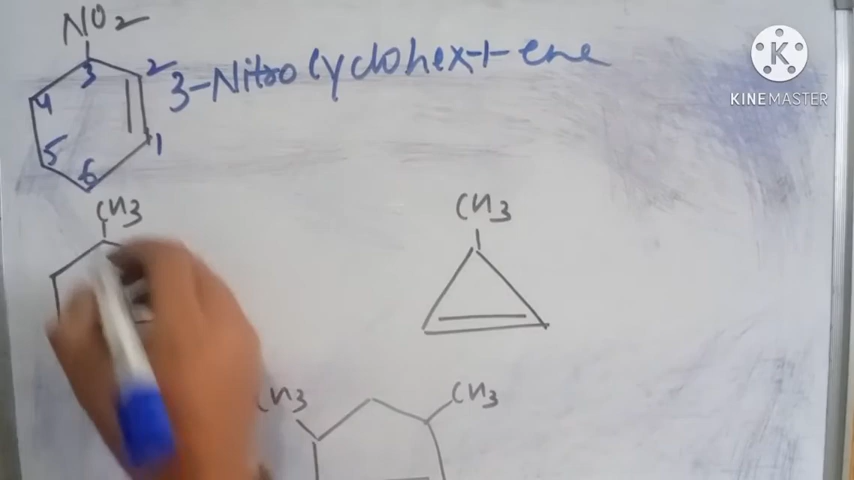 NO2
3 2 3-Nitrocyclohex-1-ene
4
5 1
6
CH3 CH3
CH3 CH3
K
KINEMASTER